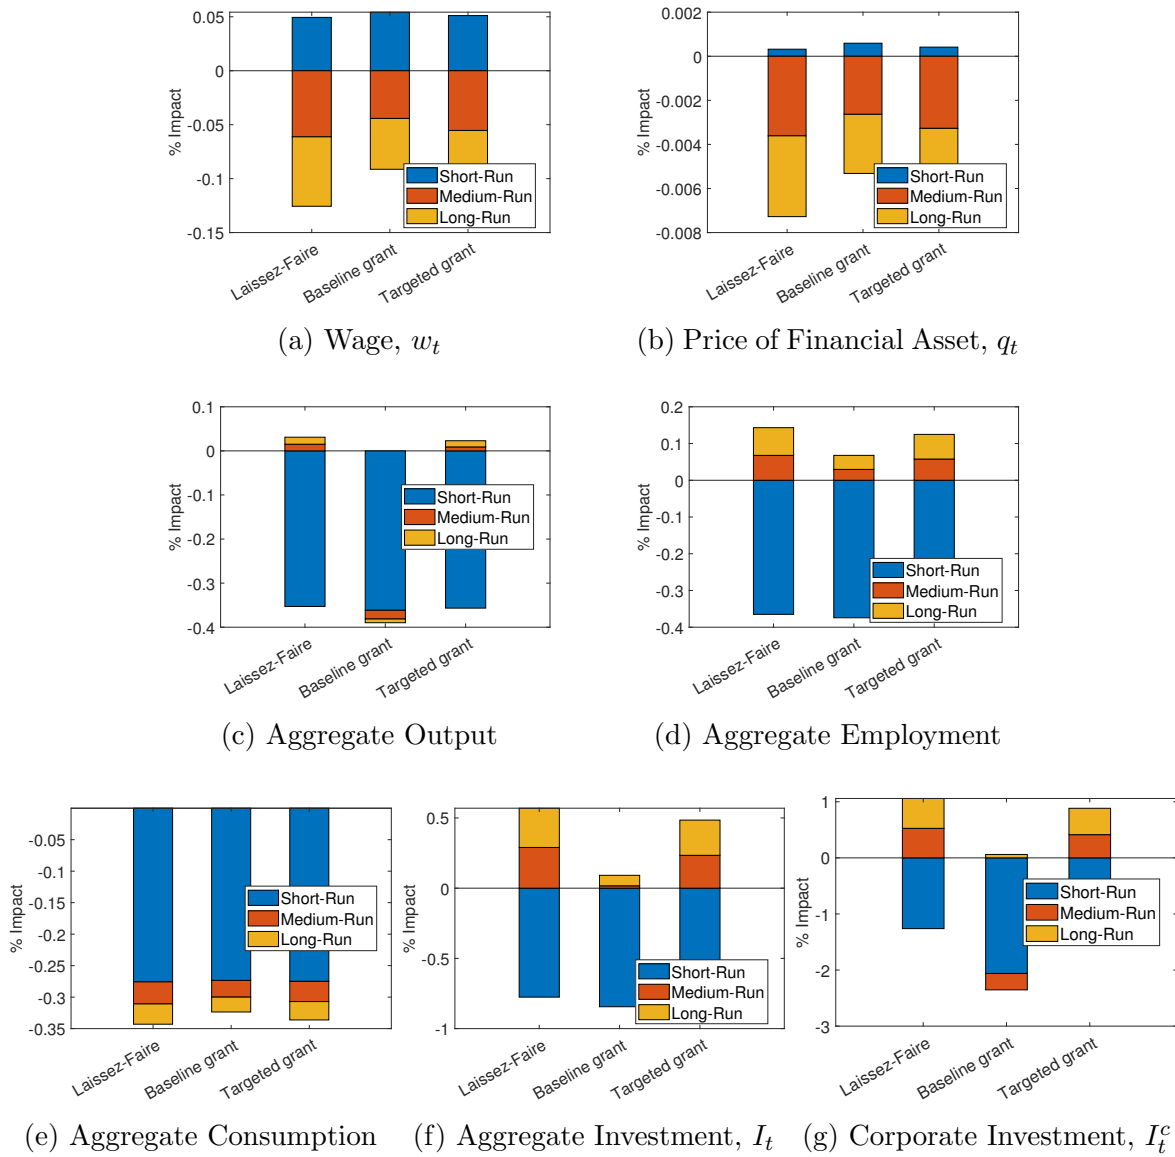 0.05
0
-0.05
-0.1
-0.15
% Impact
Short-Run
Medium-Run
Long-Run
Laissez-Faire
Baseline grant
Targeted grant
(a) Wage, w_t
0.002
0
-0.002
-0.004
-0.006
-0.008
% Impact
Short-Run
Medium-Run
Long-Run
Laissez-Faire
Baseline grant
Targeted grant
(b) Price of Financial Asset, q_t
0.1
0
-0.1
-0.2
-0.3
-0.4
% Impact
Short-Run
Medium-Run
Long-Run
Laissez-Faire
Baseline grant
Targeted grant
(c) Aggregate Output
0.2
0.1
0
-0.1
-0.2
-0.3
-0.4
% Impact
Short-Run
Medium-Run
Long-Run
Laissez-Faire
Baseline grant
Targeted grant
(d) Aggregate Employment
-0.05
-0.1
-0.15
-0.2
-0.25
-0.3
-0.35
% Impact
Short-Run
Medium-Run
Long-Run
Laissez-Faire
Baseline grant
Targeted grant
(e) Aggregate Consumption
0.5
0
-0.5
-1
% Impact
Short-Run
Medium-Run
Long-Run
Laissez-Faire
Baseline grant
Targeted grant
(f) Aggregate Investment, I_t
1
0
-1
-2
-3
% Impact
Short-Run
Medium-Run
Long-Run
Laissez-Faire
Baseline grant
Targeted grant
(g) Corporate Investment, I_t^c